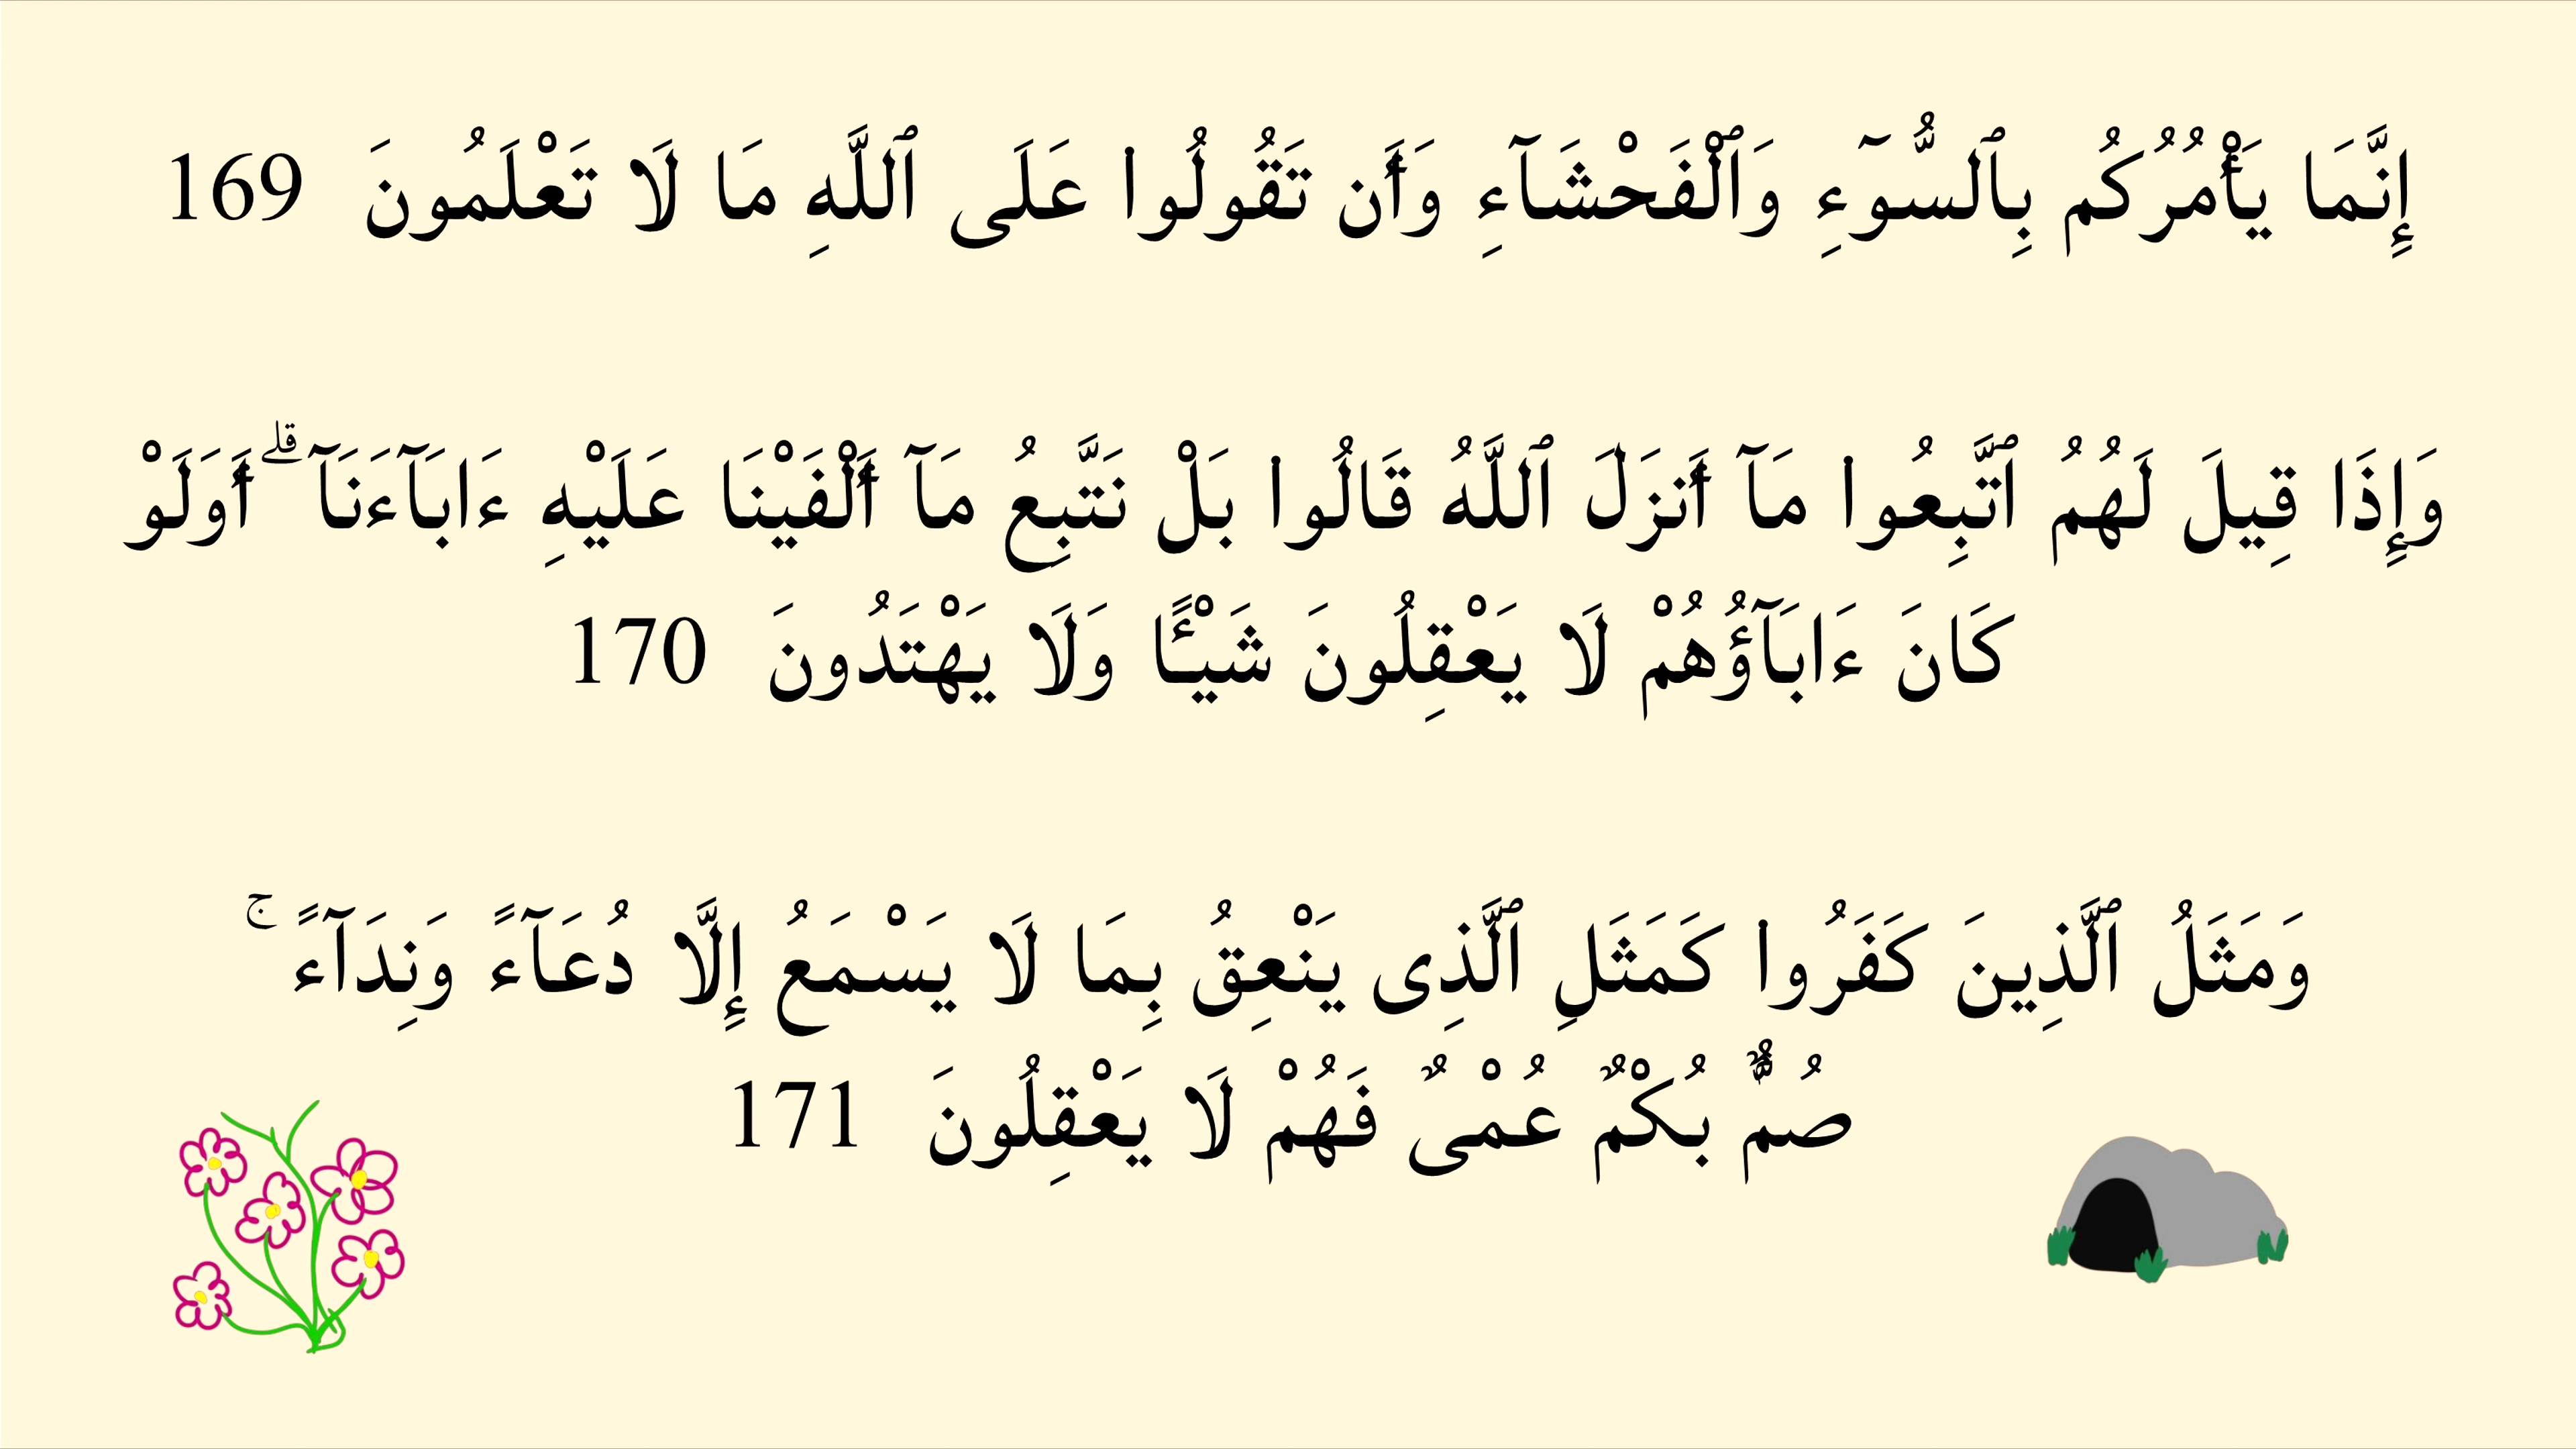 إِنَّمَا يَأْمُرُكُم بِٱلسُّوٓءِ وَٱلْفَحْشَآءِ وَأَن تَقُولُوا۟ عَلَى ٱللَّهِ مَا لَا تَعْلَمُونَ 169
وَإِذَا قِيلَ لَهُمُ ٱتَّبِعُوا۟ مَآ أَنزَلَ ٱللَّهُ قَالُوا۟ بَلْ نَتَّبِعُ مَآ أَلْفَيْنَا عَلَيْهِ ءَابَآءَنَآ ۗ أَوَلَوْ
كَانَ ءَابَآؤُهُمْ لَا يَعْقِلُونَ شَيْـًٔا وَلَا يَهْتَدُونَ 170
وَمَثَلُ ٱلَّذِينَ كَفَرُوا۟ كَمَثَلِ ٱلَّذِى يَنْعِقُ بِمَا لَا يَسْمَعُ إِلَّا دُعَآءً وَنِدَآءً ۚ
صُمٌّۢ بُكْمٌ عُمْىٌ فَهُمْ لَا يَعْقِلُونَ 171